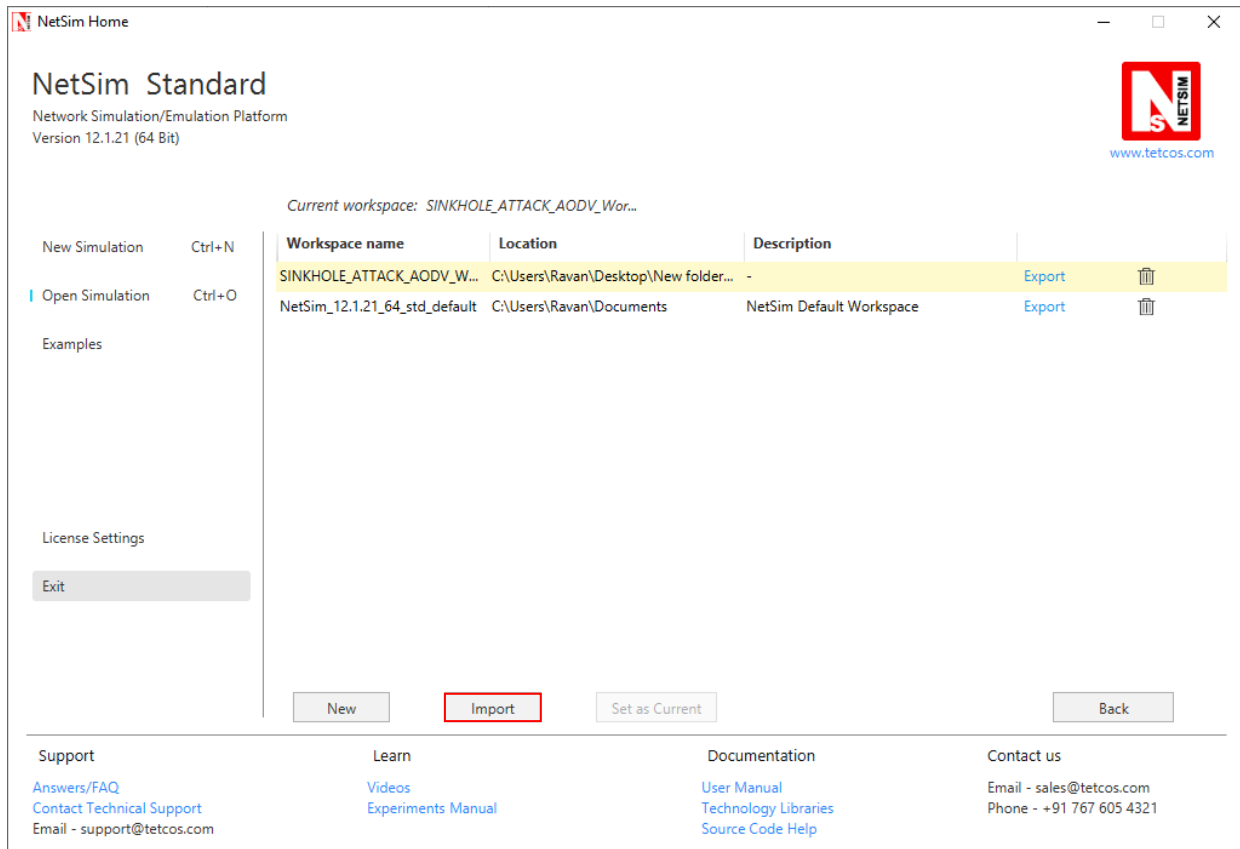 NetSim Home
NetSim Standard
Network Simulation/Emulation Platform
Version 12.1.21 (64 Bit)
N
S
NETSIM
www.tetcos.com
Current workspace: SINKHOLE_ATTACK_AODV_Wor...
New Simulation Ctrl+N
Open Simulation Ctrl+O
Examples
License Settings
Exit
Workspace name Location Description
SINKHOLE_ATTACK_AODV_W... C:\Users\Ravan\Desktop\New folder... - Export
NetSim_12.1.21_64_std_default C:\Users\Ravan\Documents NetSim Default Workspace Export
New Import Set as Current Back
Support
Answers/FAQ
Contact Technical Support
Email - support@tetcos.com
Learn
Videos
Experiments Manual
Documentation
User Manual
Technology Libraries
Source Code Help
Contact us
Email - sales@tetcos.com
Phone - +91 767 605 4321